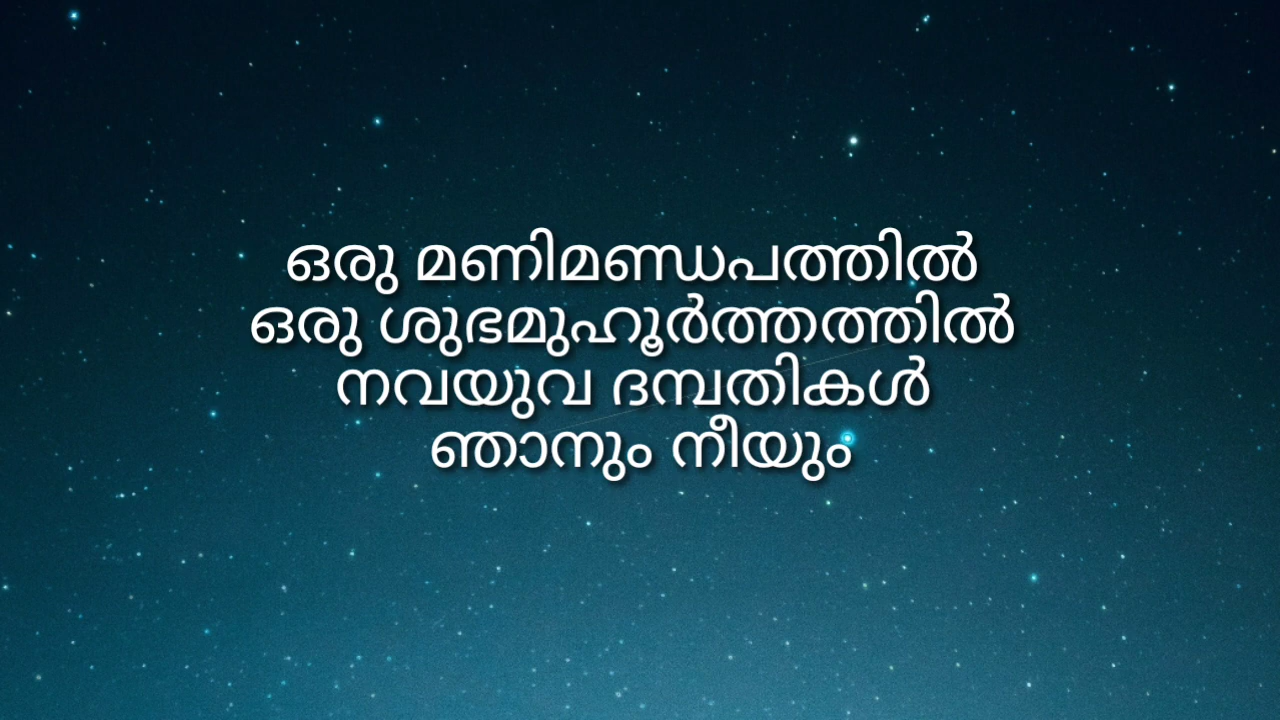 ഒരു മണിമണ്ഡപത്തിൽ
ഒരു ശുഭമുഹൂർത്തത്തിൽ
നവയുവ ദമ്പതികൾ
ഞാനും നീയും